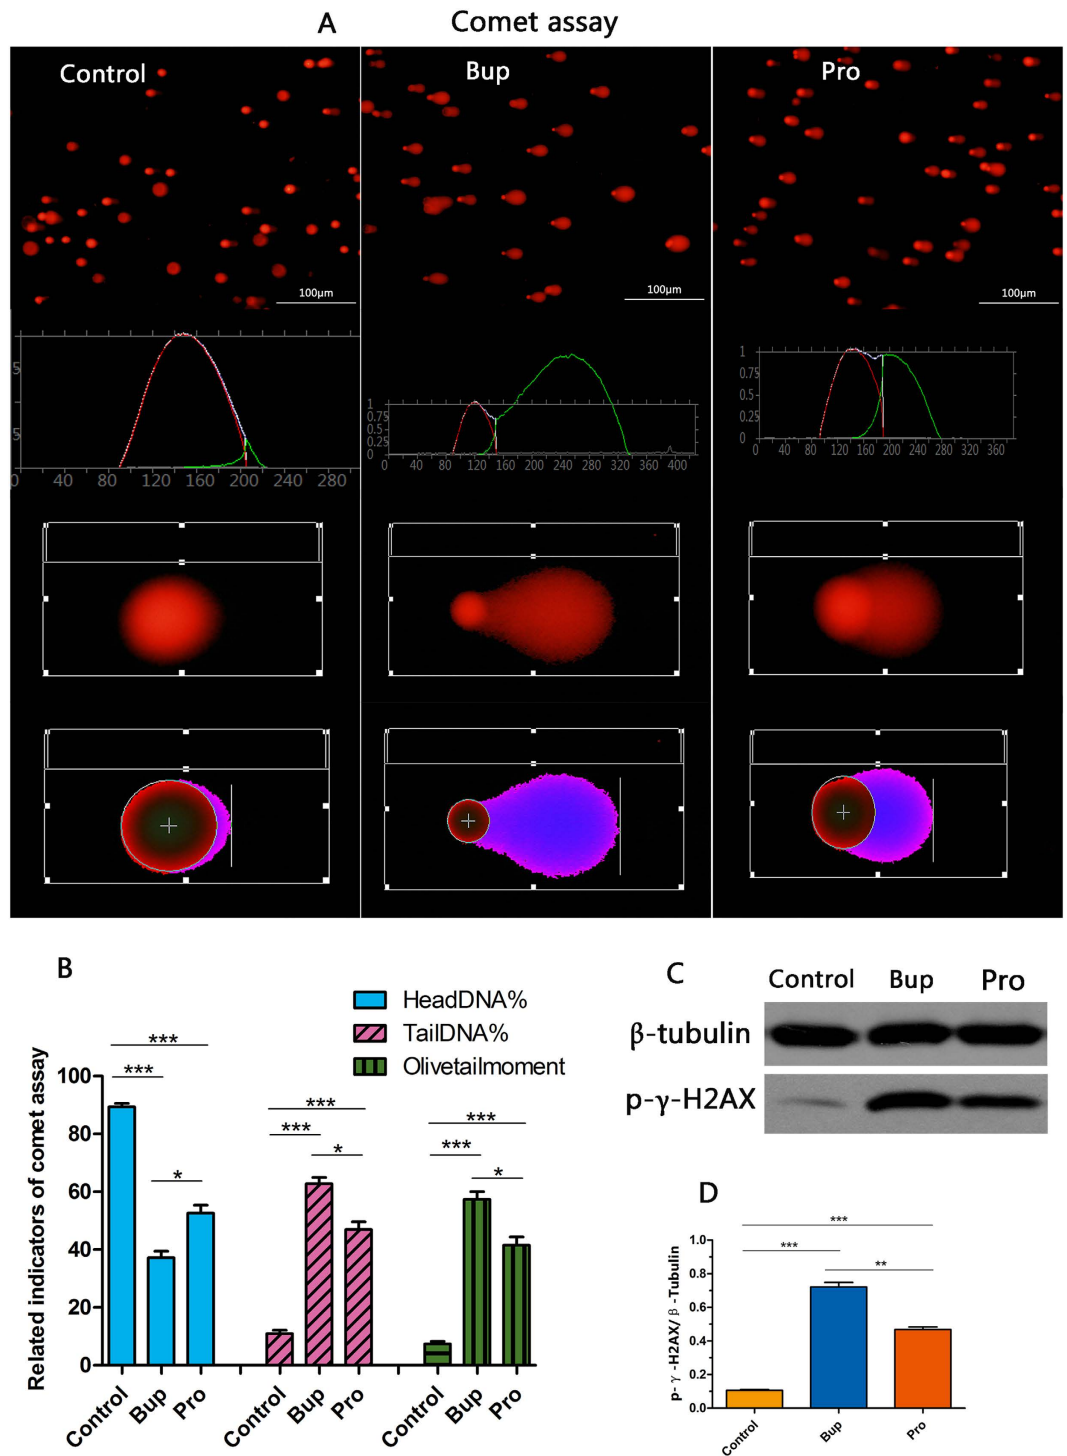 A Comet assay
Control Bup Pro
100μm 100μm 100μm
5
5
0 40 80 120 160 200 240 280
1
0.75
0.5
0.25
0
0 40 80 120 160 200 240 280 320 360 400
1
0.75
0.5
0.25
0
0 40 80 120 160 200 240 280 320 360
B
HeadDNA%
TailDNA%
Olivetailmoment
Related indicators of comet assay
100
80
60
40
20
0
*** *** *
*** *** *
*** *** *
Control Bup Pro Control Bup Pro Control Bup Pro
C Control Bup Pro
β-tubulin
p-γ-H2AX
D
p-γ-H2AX/β-Tubulin
1.0
0.8
0.6
0.4
0.2
0.0
***
***
**
Control Bup Pro